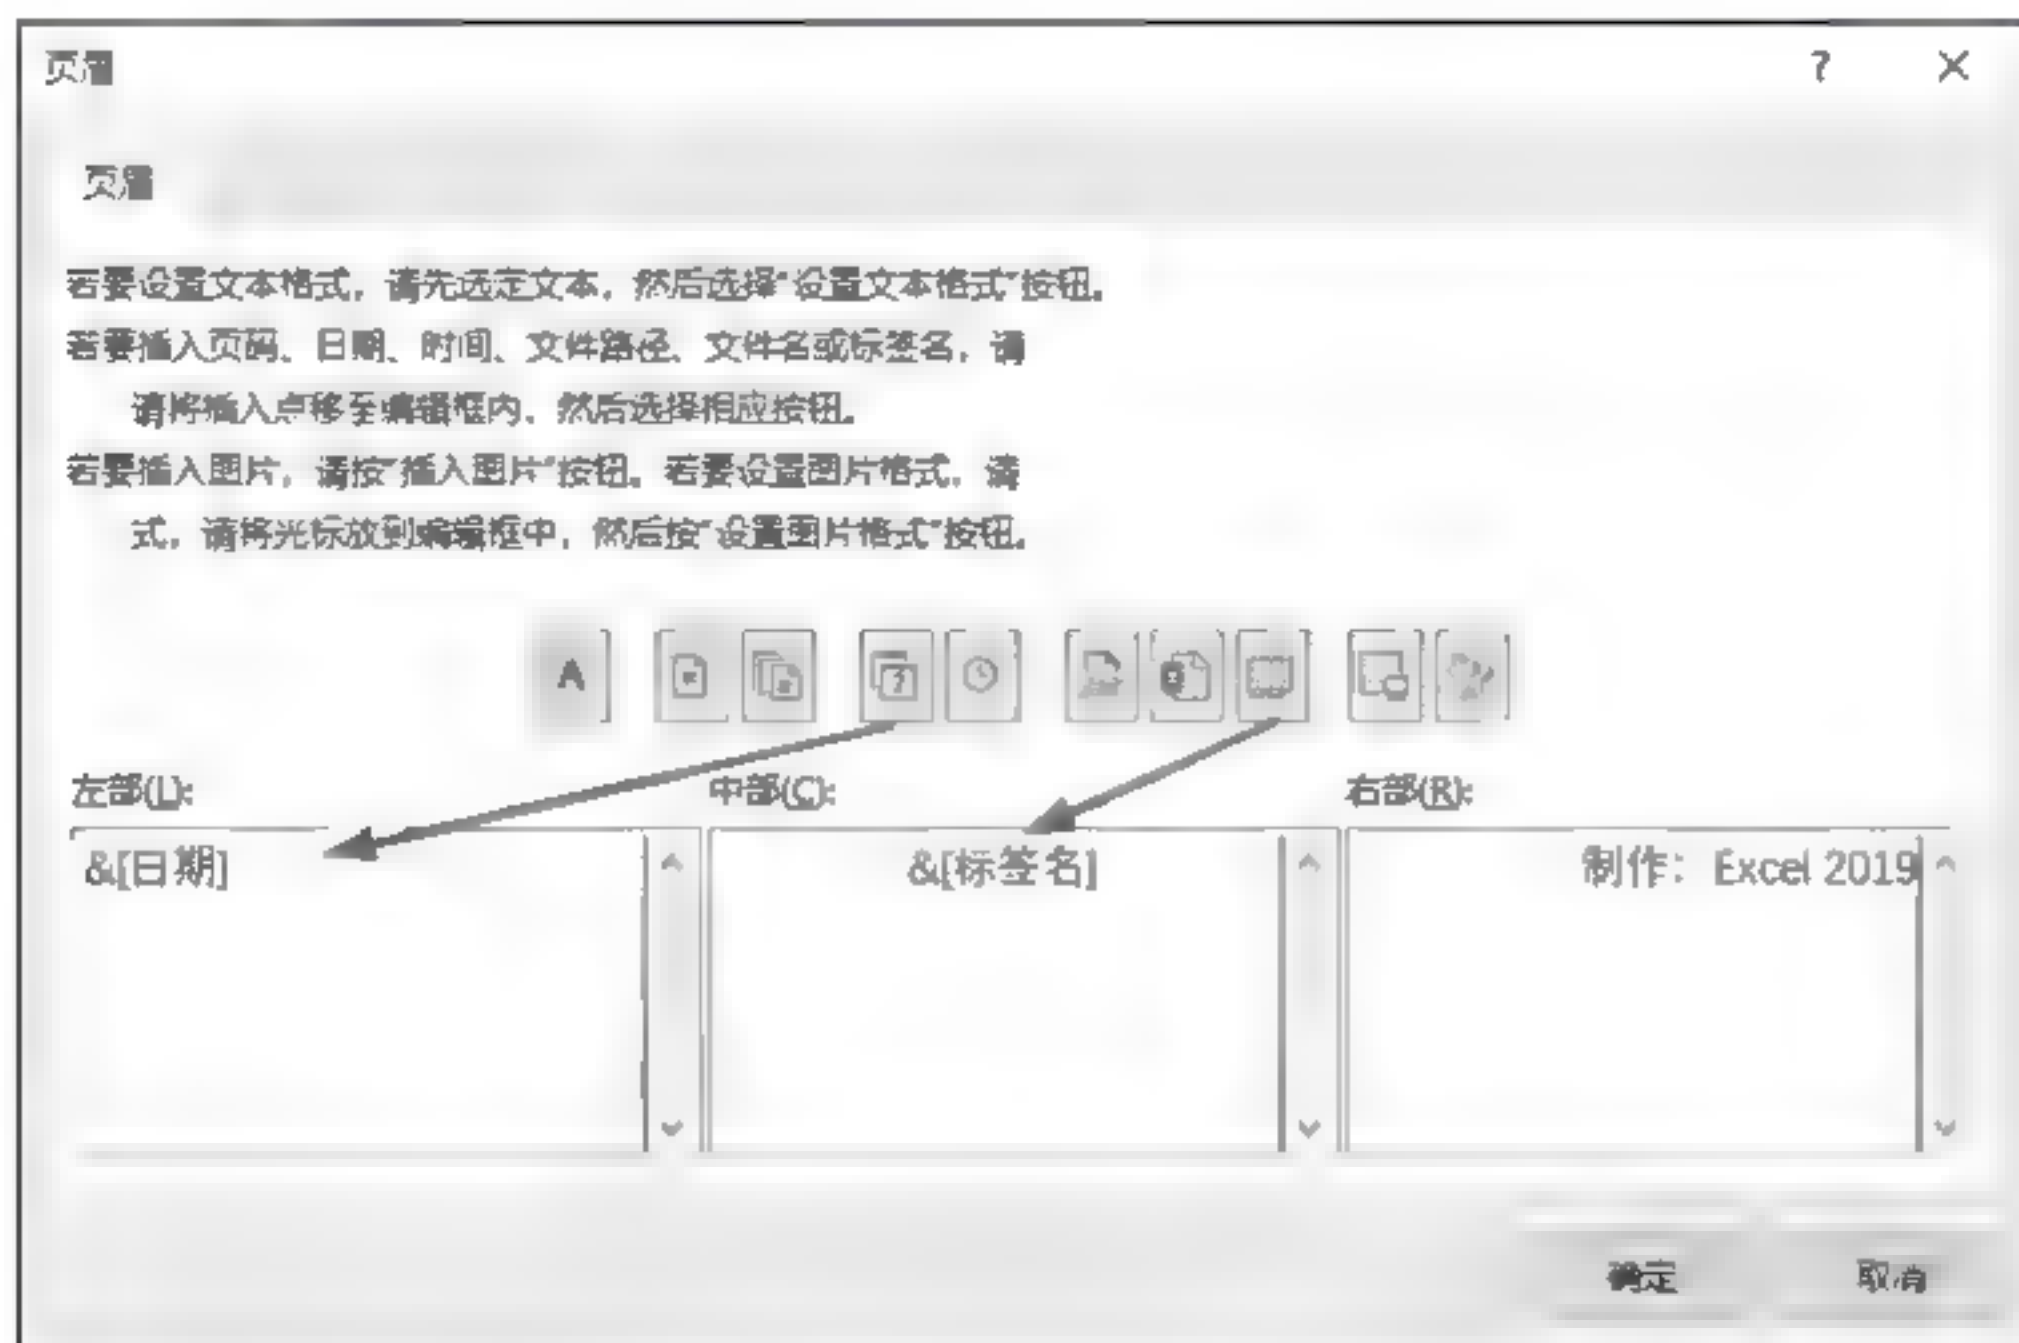 页眉
页眉
若要设置文本格式，请先选定文本，然后选择“设置文本格式”按钮。
若要插入页码、日期、时间、文件路径、文件名或标签名，请
请将插入点移至编辑框内，然后选择相应按钮。
若要插入图片，请按“插入图片”按钮。若要设置图片格式，请
式，请将光标放到编辑框中，然后按“设置图片格式”按钮。
A
左部(L): 中部(C): 右部(R):
&[日期] &[标签名] 制作：Excel 2019
确定 取消